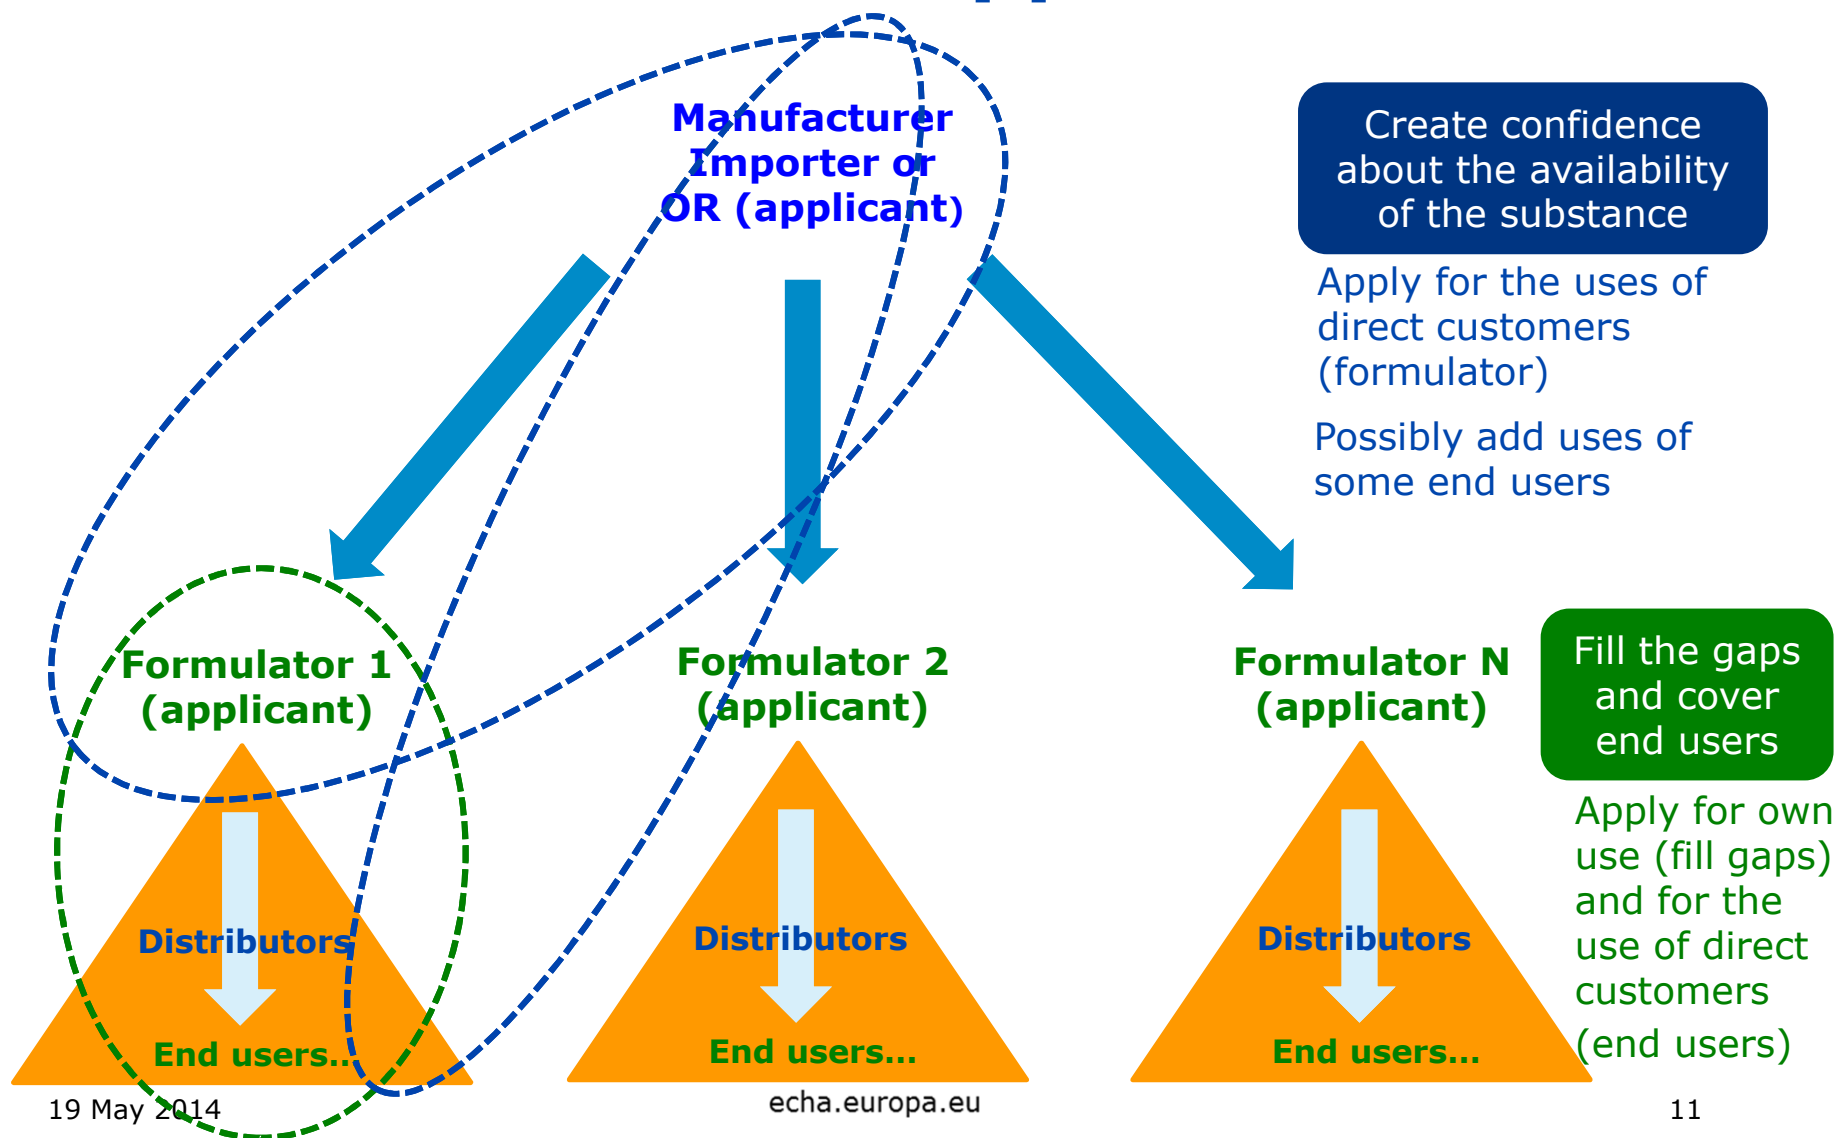 Manufacturer
Importer or
OR (applicant)
Create confidence
about the availability
of the substance
Apply for the uses of
direct customers
(formulator)
Possibly add uses of
some end users
Formulator 1
(applicant)
Formulator 2
(applicant)
Formulator N
(applicant)
Fill the gaps
and cover
end users
Apply for own
use (fill gaps)
and for the
use of direct
customers
(end users)
Distributors
Distributors
Distributors
End users...
End users...
End users...
19 May 2014
echa.europa.eu
11